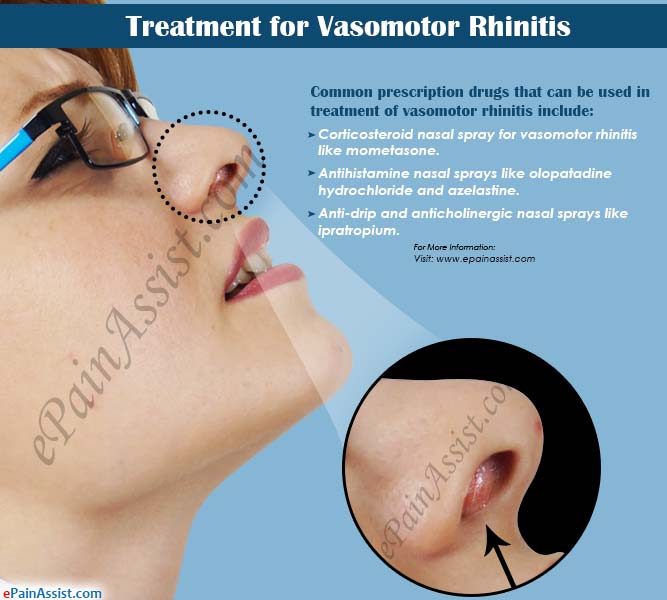 Treatment for Vasomotor Rhinitis
Common prescription drugs that can be used in
treatment of vasomotor rhinitis include:
➤ Corticosteroid nasal spray for vasomotor rhinitis
like mometasone.
➤ Antihistamine nasal sprays like olopatadine
hydrochloride and azelastine.
➤ Anti-drip and anticholinergic nasal sprays like
ipratropium.
For More Information:
Visit: www.epainassist.com
ePainAssist.com
ePainAssist.com
ePainAssist.com